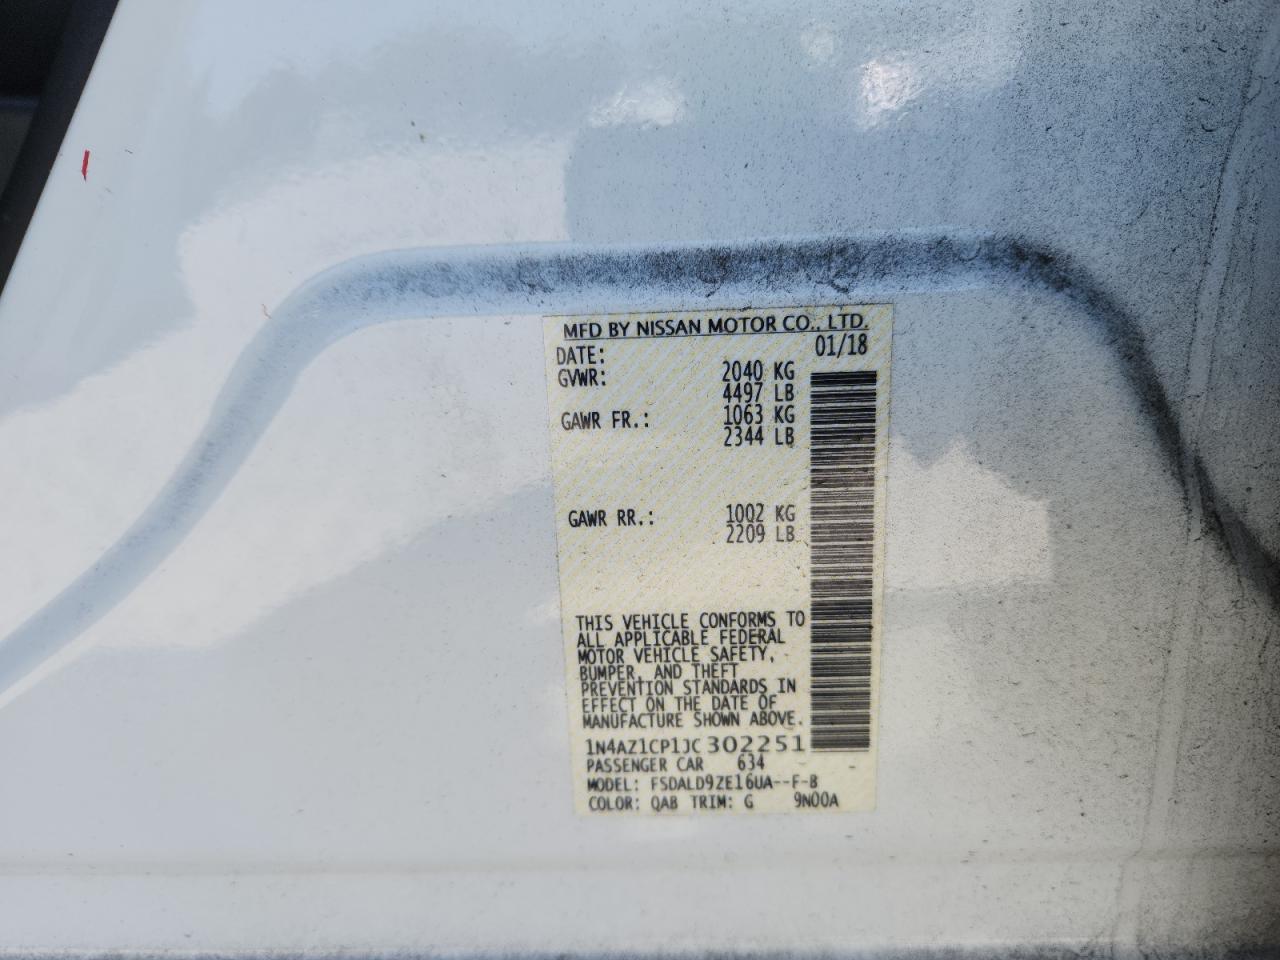 MFD BY NISSAN MOTOR CO., LTD.
DATE: 01/18
GVWR: 2040 KG
4497 LB
GAWR FR.: 1063 KG
2344 LB
GAWR RR.: 1002 KG
2209 LB
THIS VEHICLE CONFORMS TO
ALL APPLICABLE FEDERAL
MOTOR VEHICLE SAFETY,
BUMPER, AND THEFT
PREVENTION STANDARDS IN
EFFECT ON THE DATE OF
MANUFACTURE SHOWN ABOVE.
1N4AZ1CP1JC302251
PASSENGER CAR 634
MODEL: FSDALD9ZE16UA--F-B
COLOR: QAB TRIM: G 9N00A